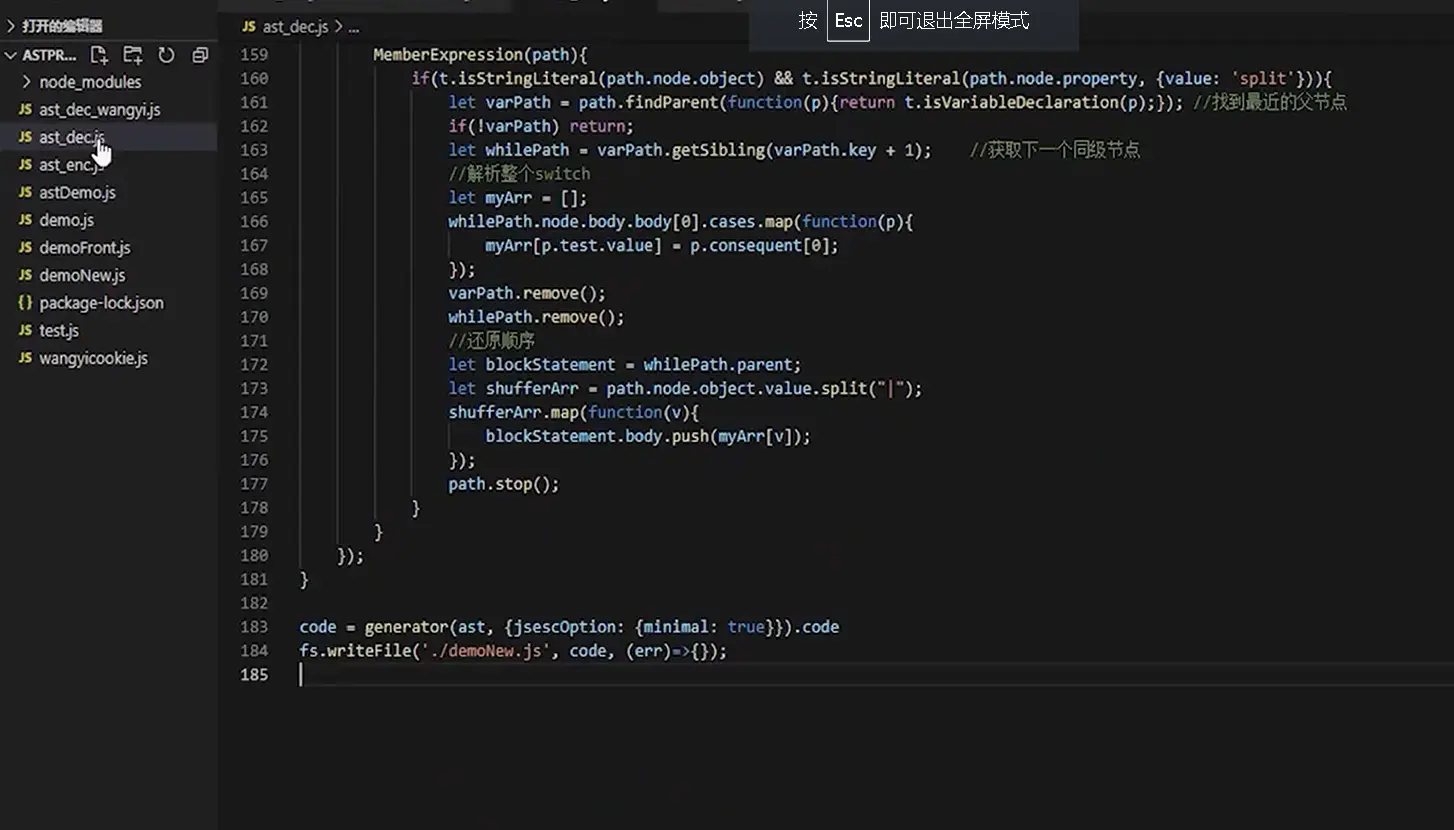 按 Esc 即可退出全屏模式
打开的编辑器
ASTPR...
node_modules
JS ast_dec_wangyi.js
JS ast_dec.js
JS ast_enc.js
JS astDemo.js
JS demo.js
JS demoFront.js
JS demoNew.js
{} package-lock.json
JS test.js
JS wangyicookie.js
JS ast_dec.js > ...
159 MemberExpression(path){
160 if(t.isStringLiteral(path.node.object) && t.isStringLiteral(path.node.property, {value: 'split'})){
161 let varPath = path.findParent(function(p){return t.isVariableDeclaration(p);}); //找到最近的父节点
162 if(!varPath) return;
163 let whilePath = varPath.getSibling(varPath.key + 1); //获取下一个同级节点
164 //解析整个switch
165 let myArr = [];
166 whilePath.node.body.body[0].cases.map(function(p){
167 myArr[p.test.value] = p.consequent[0];
168 });
169 varPath.remove();
170 whilePath.remove();
171 //还原顺序
172 let blockStatement = whilePath.parent;
173 let shufferArr = path.node.object.value.split("|");
174 shufferArr.map(function(v){
175 blockStatement.body.push(myArr[v]);
176 });
177 path.stop();
178 }
179 }
180 });
181 }
182
183 code = generator(ast, {jsescOption: {minimal: true}}).code
184 fs.writeFile('./demoNew.js', code, (err)=>{});
185